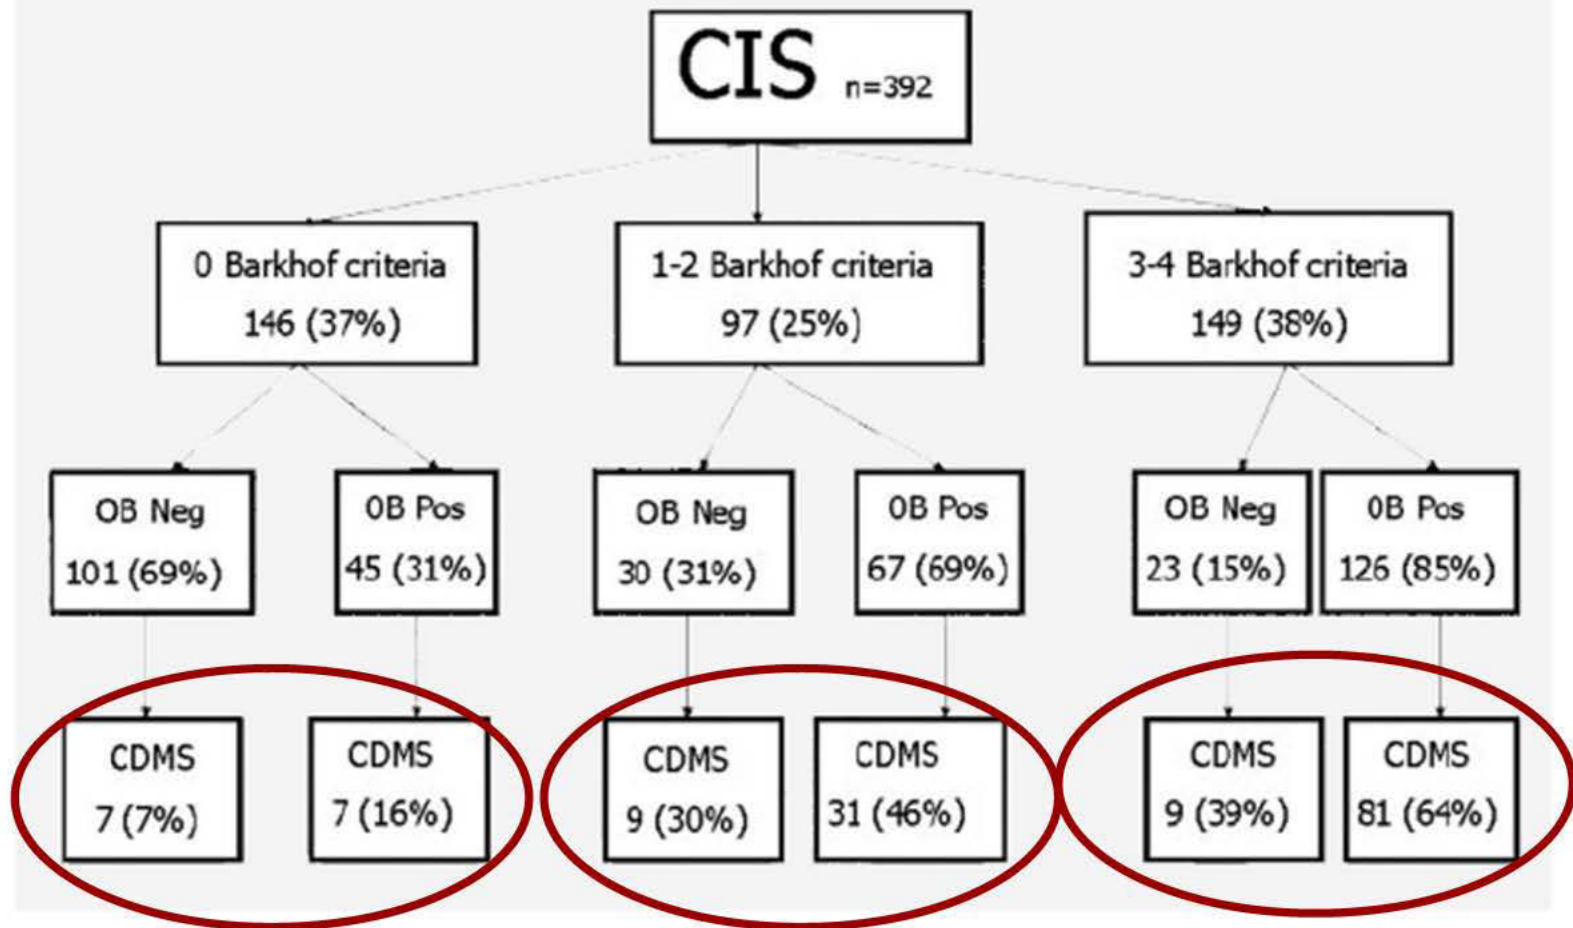 CIS n=392
0 Barkhof criteria
146 (37%)
1-2 Barkhof criteria
97 (25%)
3-4 Barkhof criteria
149 (38%)
OB Neg
101 (69%)
0B Pos
45 (31%)
OB Neg
30 (31%)
0B Pos
67 (69%)
OB Neg
23 (15%)
0B Pos
126 (85%)
CDMS
7 (7%)
CDMS
7 (16%)
CDMS
9 (30%)
CDMS
31 (46%)
CDMS
9 (39%)
CDMS
81 (64%)